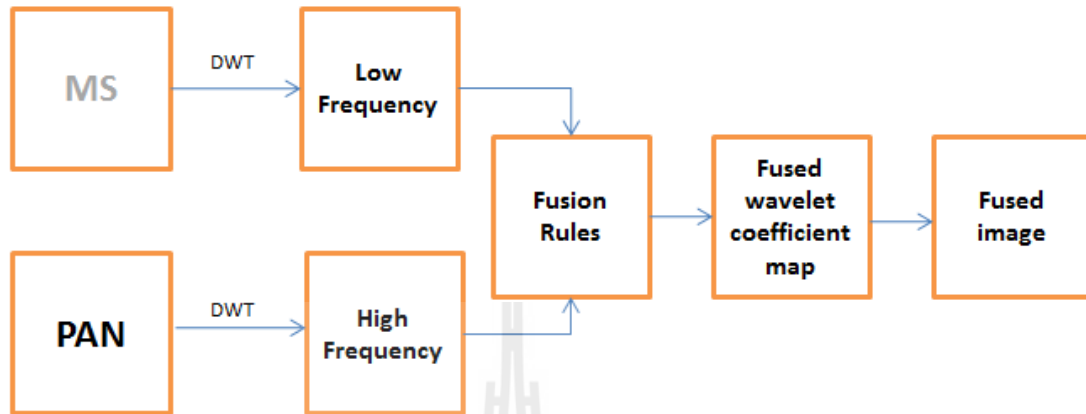 MS
DWT
Low
Frequency
PAN
DWT
High
Frequency
Fusion
Rules
Fused
wavelet
coefficient
map
Fused
image